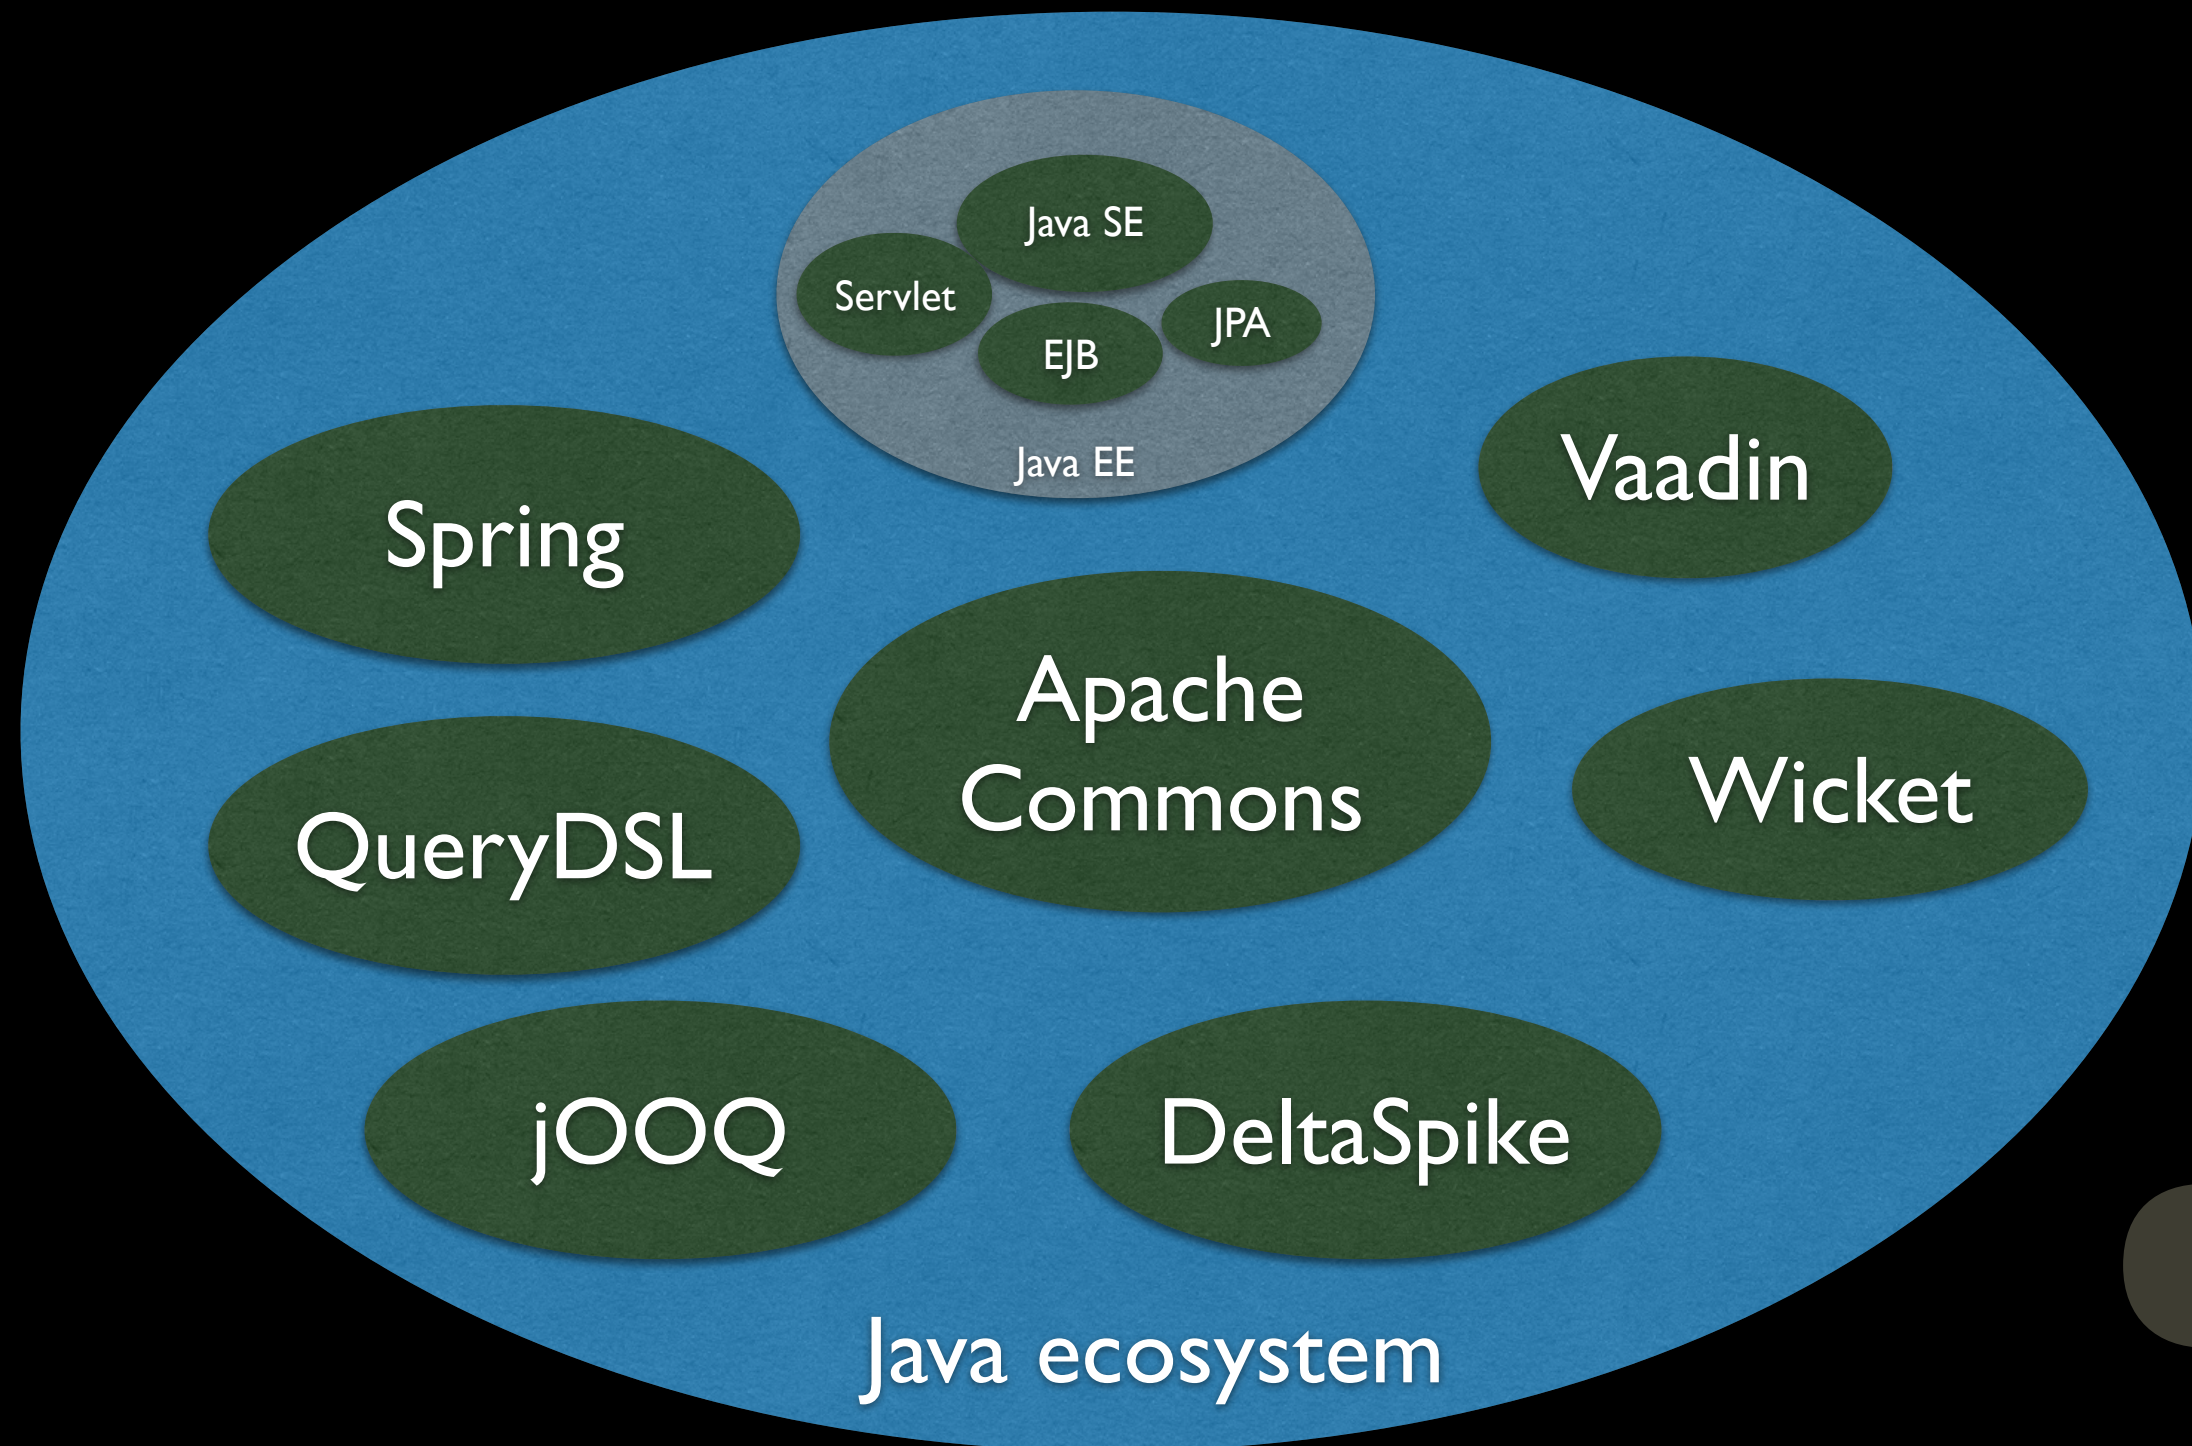 Java SE
Servlet
JPA
EJB
Java EE
Vaadin
Spring
Apache
Commons
Wicket
QueryDSL
jOOQ
DeltaSpike
Java ecosystem